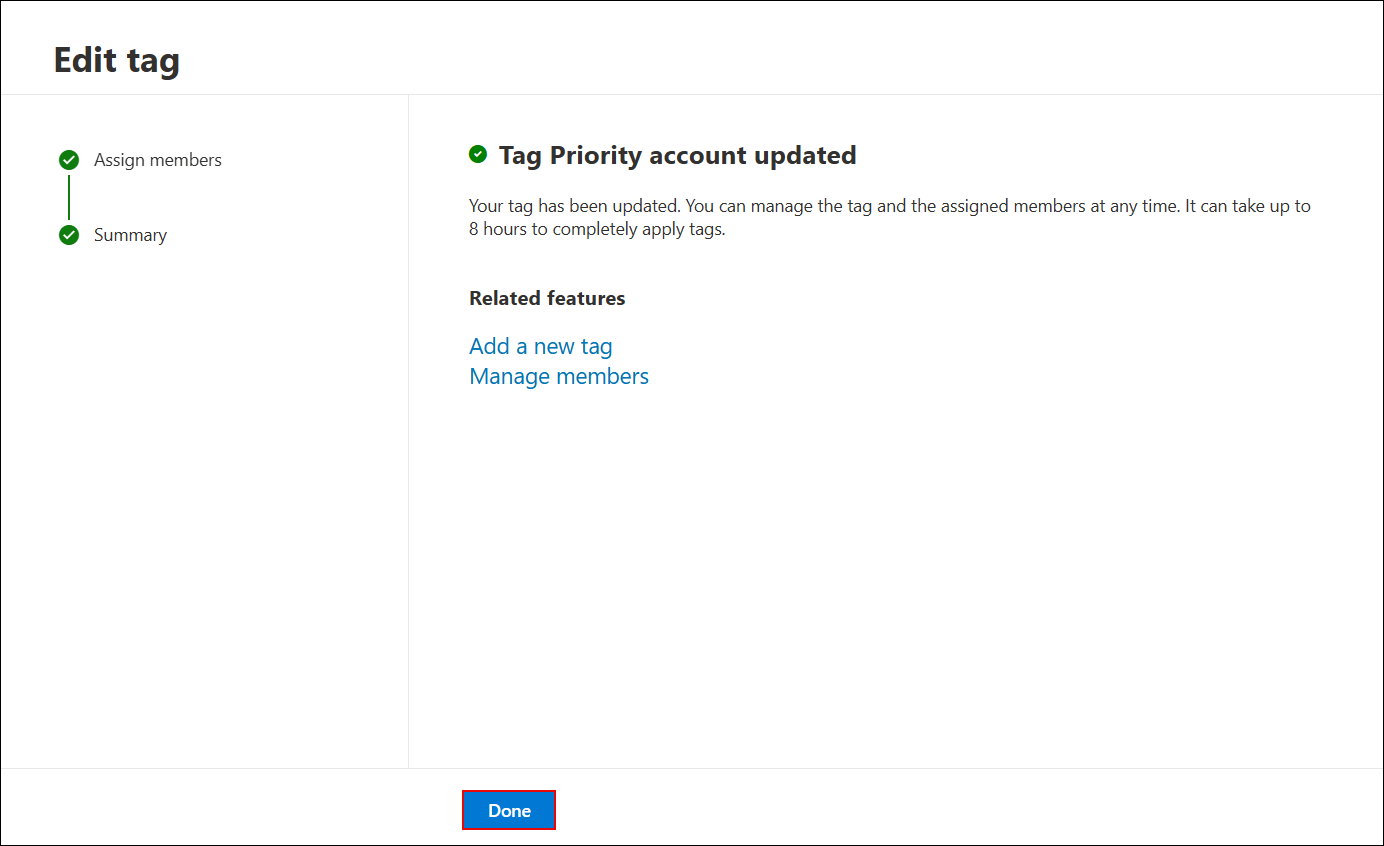 Edit tag
Assign members
Summary
Tag Priority account updated
Your tag has been updated. You can manage the tag and the assigned members at any time. It can take up to
8 hours to completely apply tags.
Related features
Add a new tag
Manage members
Done